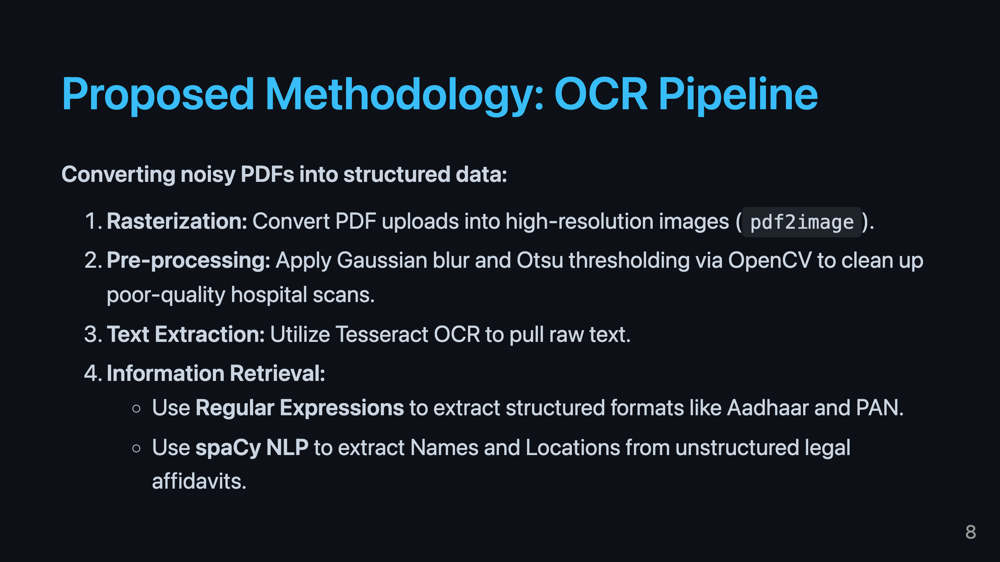 Proposed Methodology: OCR Pipeline
Converting noisy PDFs into structured data:
1. Rasterization: Convert PDF uploads into high-resolution images ( pdf2image ).
2. Pre-processing: Apply Gaussian blur and Otsu thresholding via OpenCV to clean up
poor-quality hospital scans.
3. Text Extraction: Utilize Tesseract OCR to pull raw text.
4. Information Retrieval:
○ Use Regular Expressions to extract structured formats like Aadhaar and PAN.
○ Use spaCy NLP to extract Names and Locations from unstructured legal
affidavits.
8